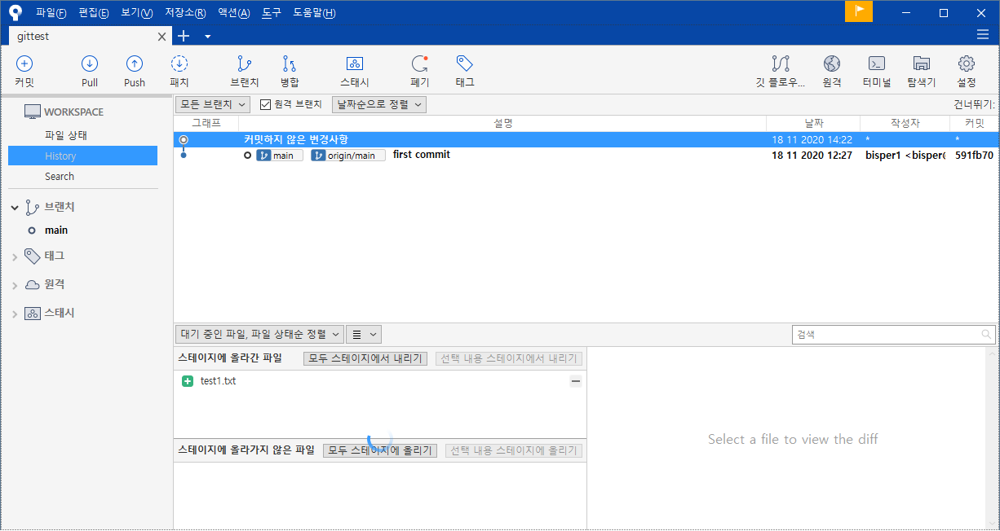 파일(F) 편집(E) 보기(V) 저장소(R) 액션(A) 도구 도움말(H)
gittest
커밋 Pull Push 패치 브랜치 병합 스태시 폐기 태그 깃 플로우... 원격 터미널 탐색기 설정
WORKSPACE
파일 상태
History
Search
브랜치
main
태그
원격
스태시
모든 브랜치 원격 브랜치 날짜순으로 정렬 건너뛰기:
그래프 설명 날짜 작성자 커밋
커밋하지 않은 변경사항 18 11 2020 14:22 * *
main origin/main first commit 18 11 2020 12:27 bisper1 <bisper@ 591fb70
대기 중인 파일, 파일 상태순 정렬 검색
스테이지에 올라간 파일 모두 스테이지에서 내리기 선택 내용 스테이지에서 내리기
test1.txt
스테이지에 올라가지 않은 파일 모두 스테이지에 올리기 선택 내용 스테이지에 올리기
Select a file to view the diff